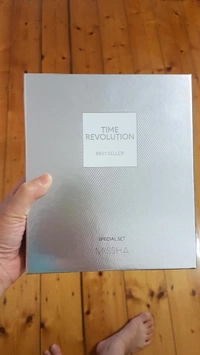 TIME
REVOLUTION
BEST SELLER
SPECIAL SET
MISSHA